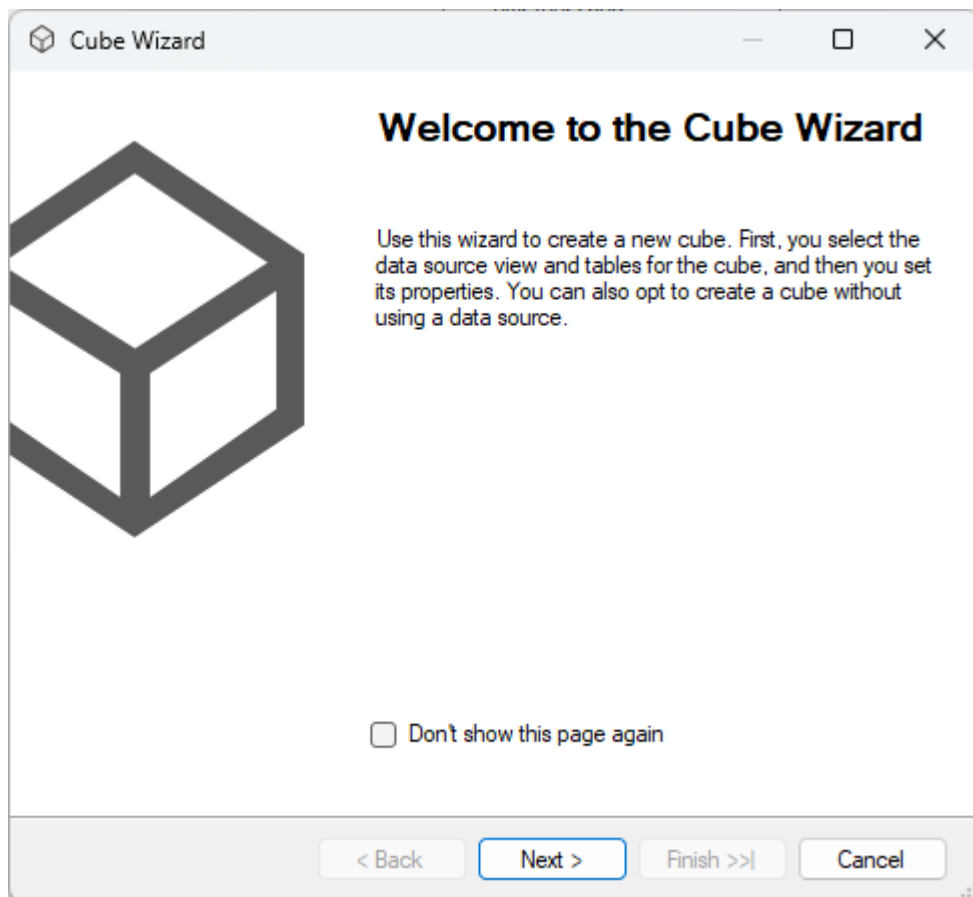 Cube Wizard
Welcome to the Cube Wizard
Use this wizard to create a new cube. First, you select the
data source view and tables for the cube, and then you set
its properties. You can also opt to create a cube without
using a data source.
Don't show this page again
< Back
Next >
Finish >>|
Cancel